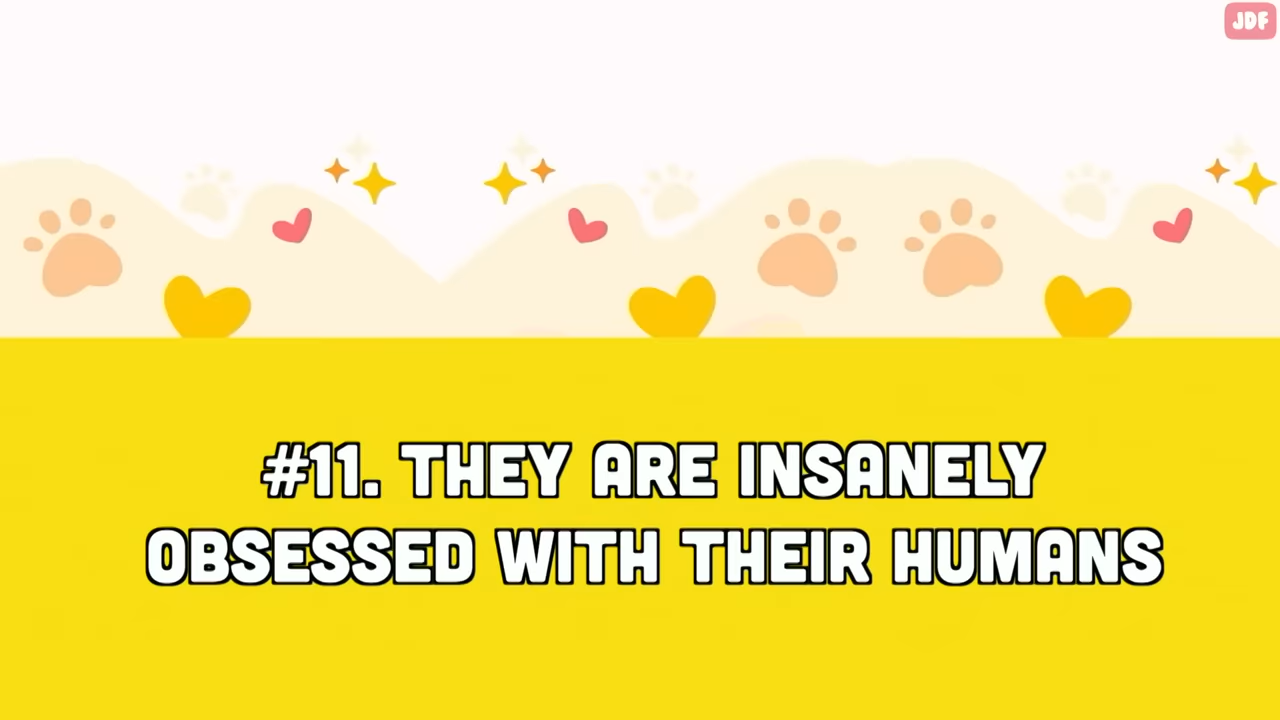 JDF
#11. THEY ARE INSANELY
OBSESSED WITH THEIR HUMANS